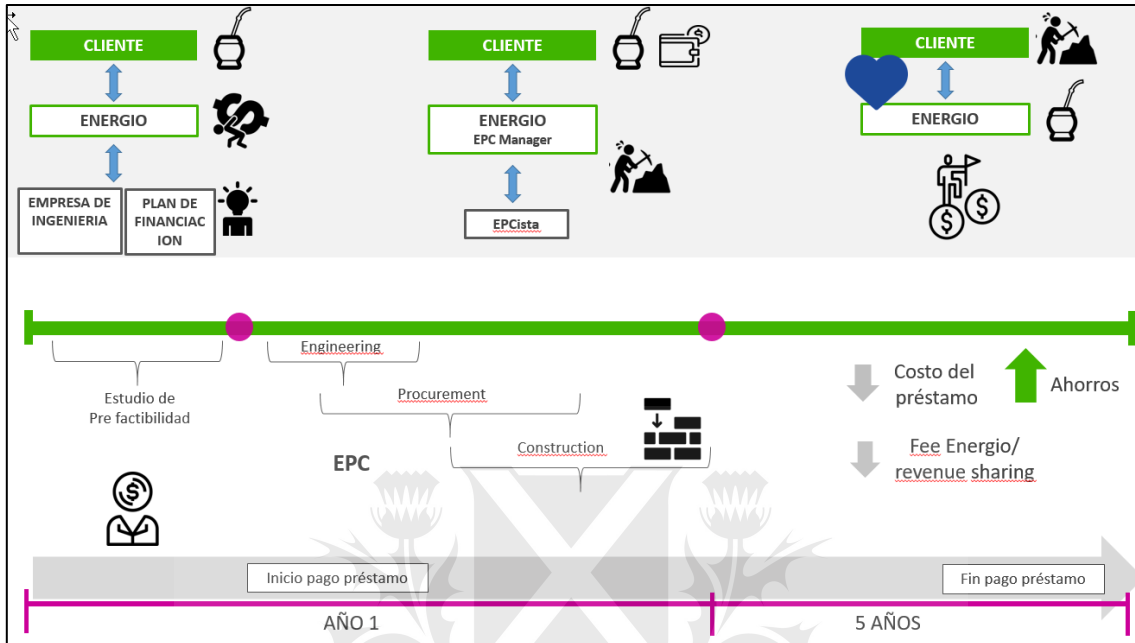 CLIENTE
ENERGIO
EMPRESA DE
INGENIERIA
PLAN DE
FINANCIAC
ION
CLIENTE
ENERGIO
EPC Manager
EPCista
CLIENTE
ENERGIO
Estudio de
Pre factibilidad
Engineering
Procurement
Construction
EPC
Costo del
préstamo
Ahorros
Fee Energio/
revenue sharing
Inicio pago préstamo
Fin pago préstamo
AÑO 1
5 AÑOS